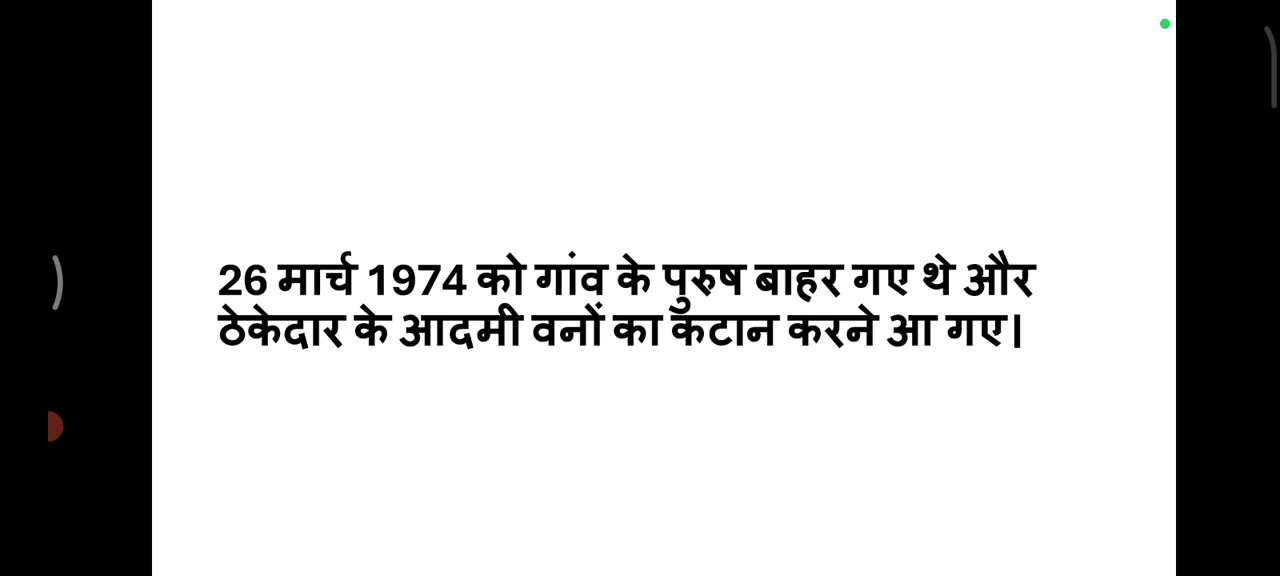 26 मार्च 1974 को गांव के पुरुष बाहर गए थे और
ठेकेदार के आदमी वनों का कटान करने आ गए।